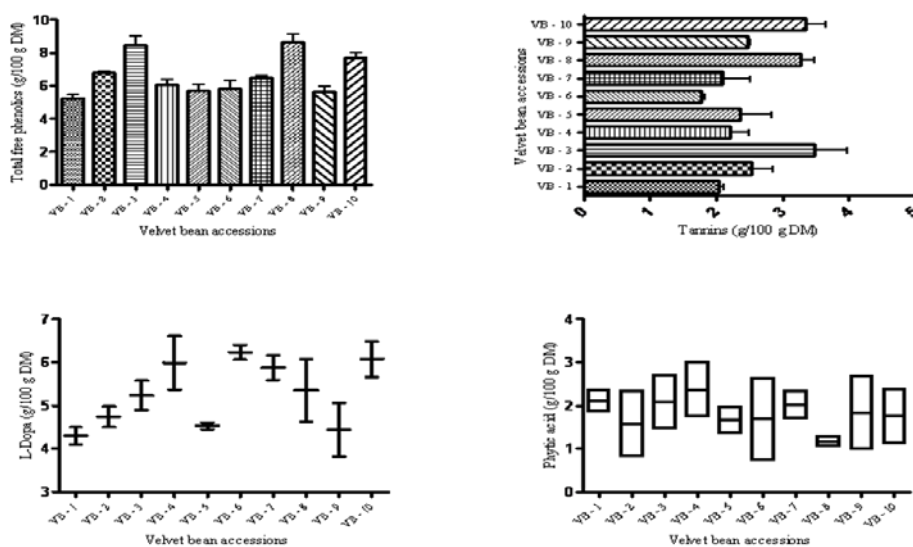 Total free phenolics (g/100 g DM)
10
8
6
4
2
0
VB - 1
VB - 2
VB - 3
VB - 4
VB - 5
VB - 6
VB - 7
VB - 8
VB - 9
VB - 10
Velvet bean accessions
Velvet bean accessions
VB - 10
VB - 9
VB - 8
VB - 7
VB - 6
VB - 5
VB - 4
VB - 3
VB - 2
VB - 1
0
1
2
3
4
5
Tannins (g/100 g DM)
L-Dopa (g/100 g DM)
7
6
5
4
3
VB - 1
VB - 2
VB - 3
VB - 4
VB - 5
VB - 6
VB - 7
VB - 8
VB - 9
VB - 10
Velvet bean accessions
Phytic acid (g/100 g DM)
4
3
2
1
0
VB - 1
VB - 2
VB - 3
VB - 4
VB - 5
VB - 6
VB - 7
VB - 8
VB - 9
VB - 10
Velvet bean accessions